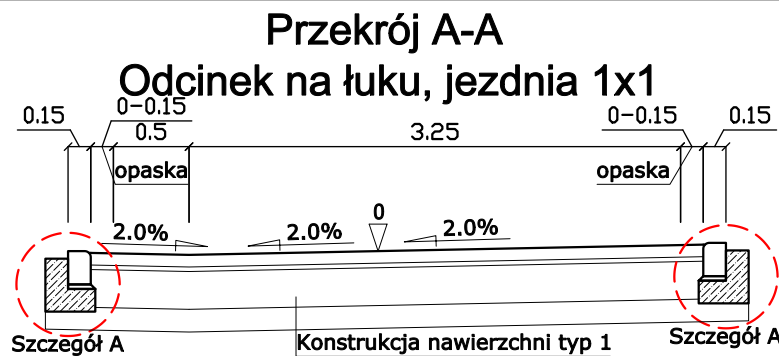 Przekrój A-A
Odcinek na łuku, jezdnia 1x1
0.15
0-0.15
0.5
3.25
0-0.15
0.15
opaska
opaska
2.0%
2.0%
0
2.0%
Szczegół A
Konstrukcja nawierzchni typ 1
Szczegół A